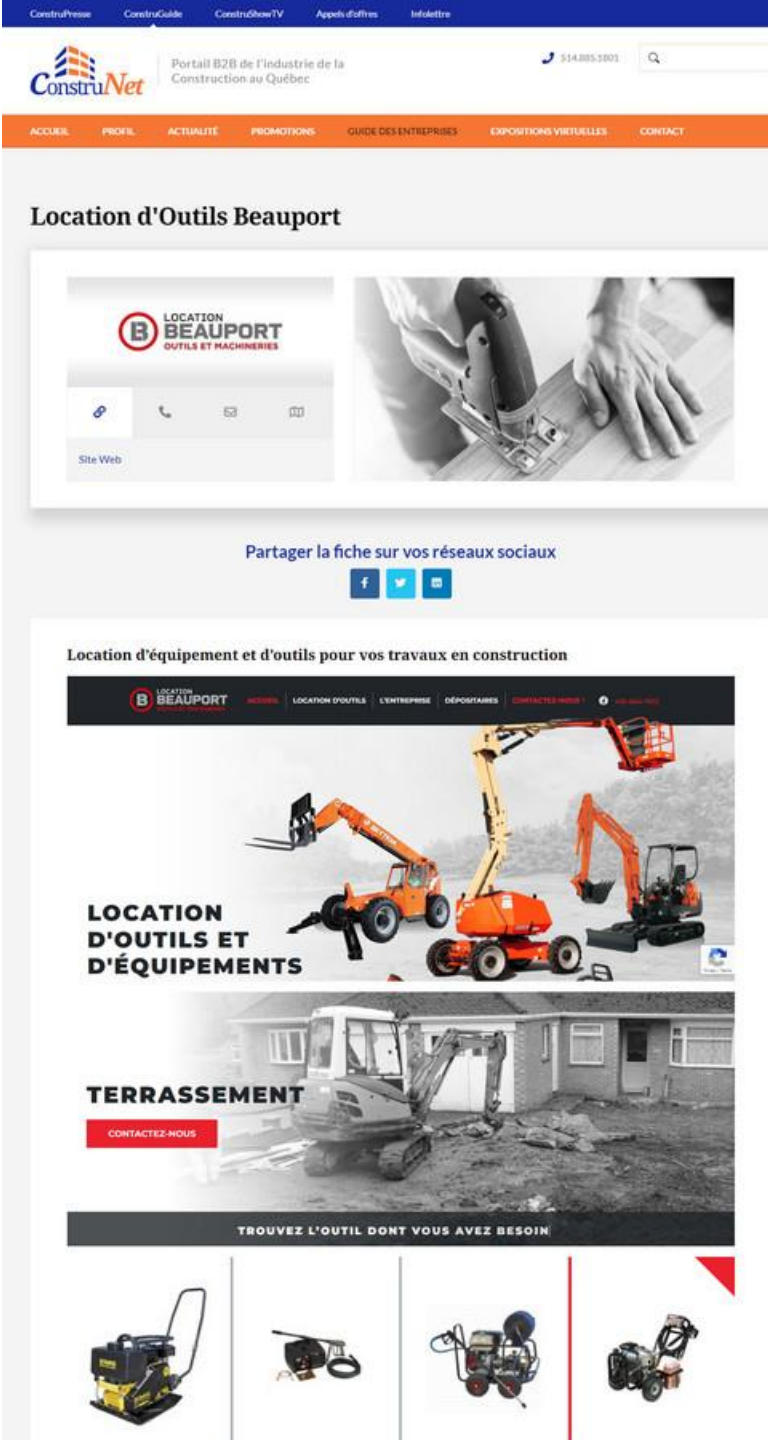 ConstruPresse ConstruGuide ConstruShowTV Appels d'offres Infolettre
ConstruNet
Portail B2B de l'industrie de la
Construction au Québec
514.885.5801
ACCUEIL PROFIL ACTUALITÉ PROMOTIONS GUIDE DES ENTREPRISES EXPOSITIONS VIRTUELLES CONTACT
Location d'Outils Beauport
B LOCATION
BEAUPORT
OUTILS ET MACHINERIES
Site Web
Partager la fiche sur vos réseaux sociaux
Location d'équipement et d'outils pour vos travaux en construction
B LOCATION
BEAUPORT
ACCUEIL LOCATION D'OUTILS L'ENTREPRISE DÉPOSITAIRES CONTACTEZ-NOUS !
LOCATION
D'OUTILS ET
D'ÉQUIPEMENTS
TERRASSEMENT
CONTACTEZ-NOUS
TROUVEZ L'OUTIL DONT VOUS AVEZ BESOIN